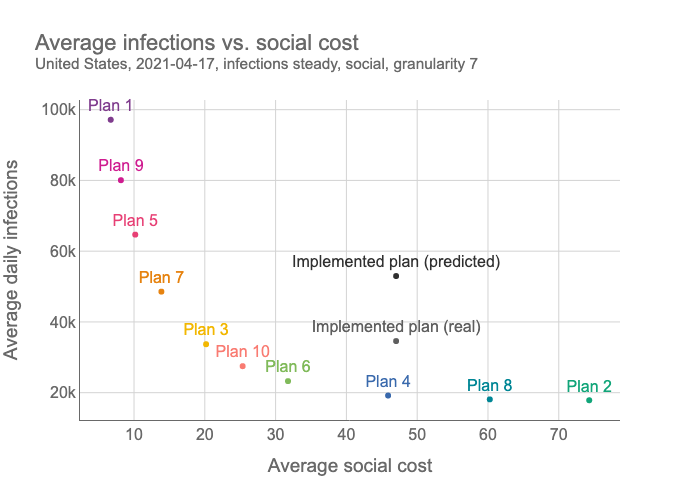 Average infections vs. social cost
United States, 2021-04-17, infections steady, social, granularity 7
Average daily infections
100k
80k
60k
40k
20k
Plan 1
Plan 9
Plan 5
Plan 7
Implemented plan (predicted)
Plan 3
Implemented plan (real)
Plan 10
Plan 6
Plan 4
Plan 8
Plan 2
10 20 30 40 50 60 70
Average social cost